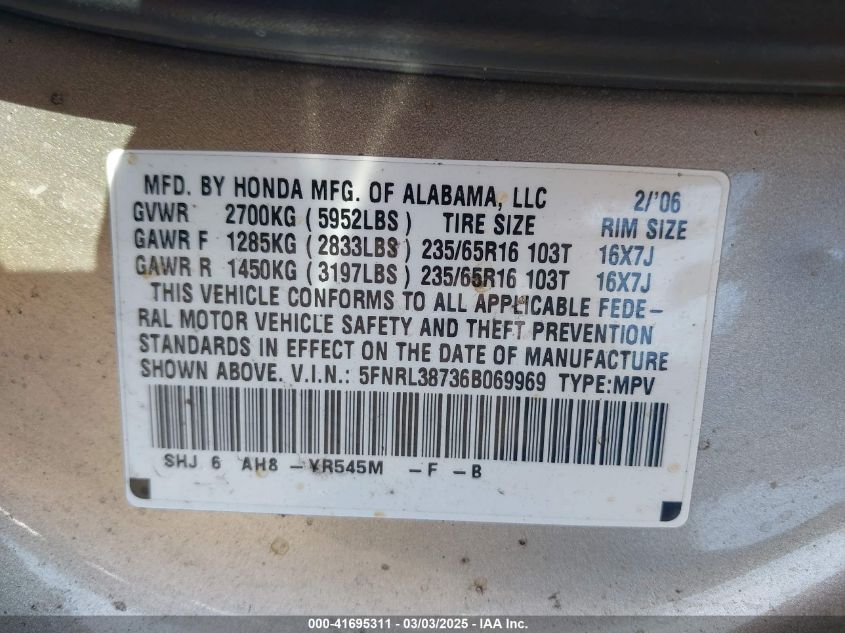 MFD. BY HONDA MFG. OF ALABAMA, LLC 2/'06
GVWR 2700KG (5952LBS) TIRE SIZE RIM SIZE
GAWR F 1285KG (2833LBS) 235/65R16 103T 16X7J
GAWR R 1450KG (3197LBS) 235/65R16 103T 16X7J
THIS VEHICLE CONFORMS TO ALL APPLICABLE FEDE-
RAL MOTOR VEHICLE SAFETY AND THEFT PREVENTION
STANDARDS IN EFFECT ON THE DATE OF MANUFACTURE
SHOWN ABOVE. V.I.N.: 5FNRL38736B069969 TYPE:MPV
SHJ 6 AH8 -YR545M -F -B
000-41695311 - 03/03/2025 - IAA Inc.